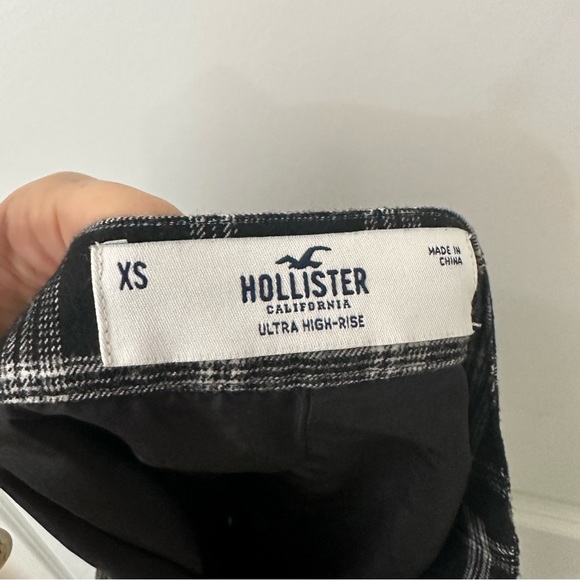 XS
HOLLISTER
CALIFORNIA
ULTRA HIGH-RISE
MADE IN
CHINA